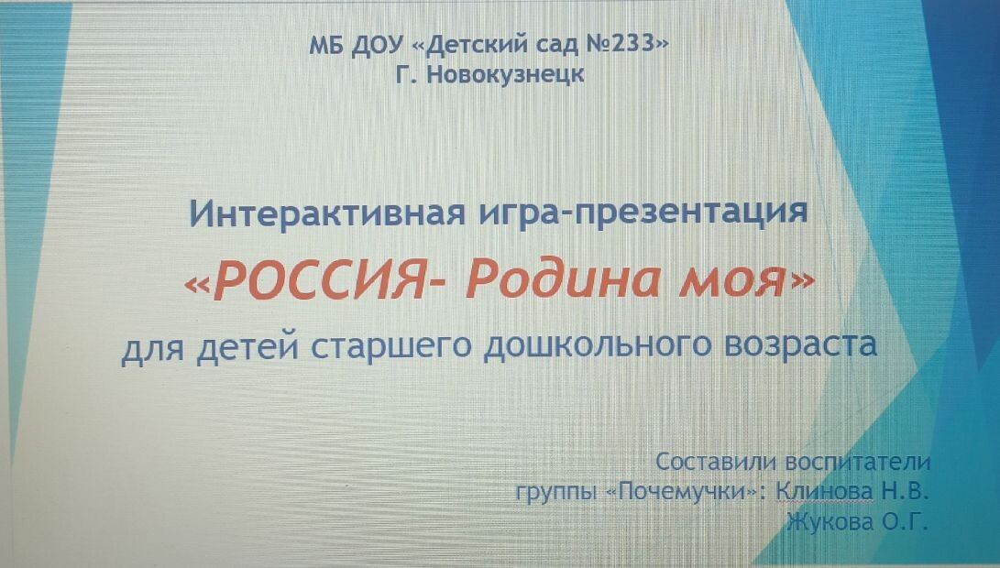 МБ ДОУ «Детский сад №233»
Г. Новокузнецк
Интерактивная игра-презентация
«РОССИЯ- Родина моя»
для детей старшего дошкольного возраста
Составили воспитатели
группы «Почемучки»: Клинова Н.В.
Жукова О.Г.